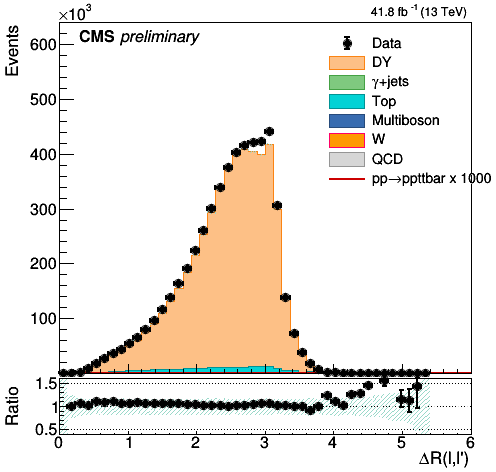 ×10³
41.8 fb⁻¹ (13 TeV)
CMS preliminary
Events
600
500
400
300
200
100
Data
DY
γ+jets
Top
Multiboson
W
QCD
pp→ppttbar x 1000
Ratio
1.5
1
0.5
0 1 2 3 4 5 6
ΔR(l,l')